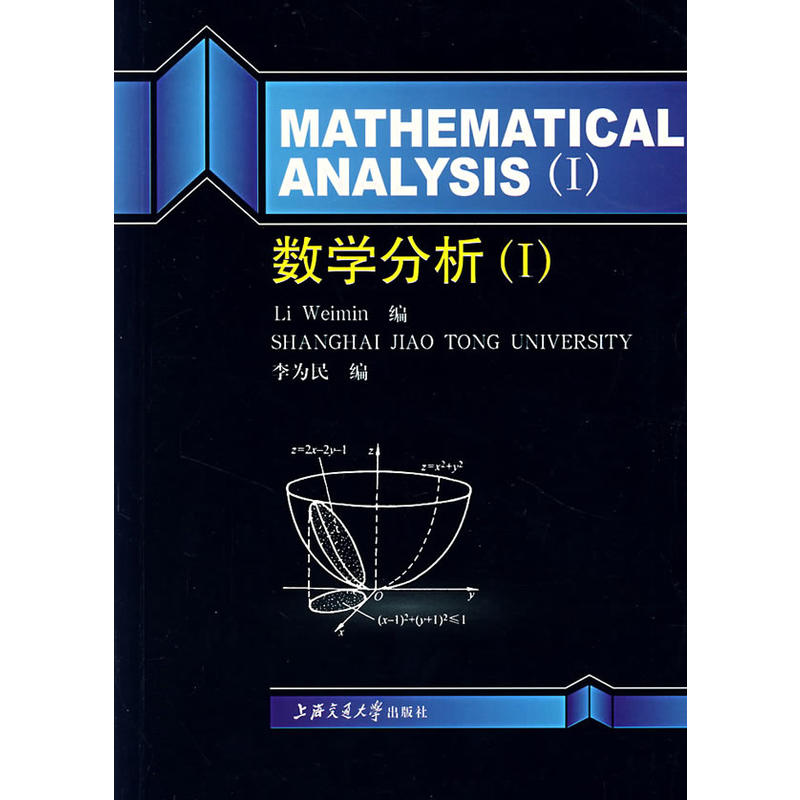 MATHEMATICAL
ANALYSIS (I)
数学分析(I)
Li Weimin 编
SHANGHAI JIAO TONG UNIVERSITY
李为民 编
z=2x-2y-1
z
z=x²+y²
O
y
x
(x-1)²+(y+1)²≤1
上海交通大学出版社